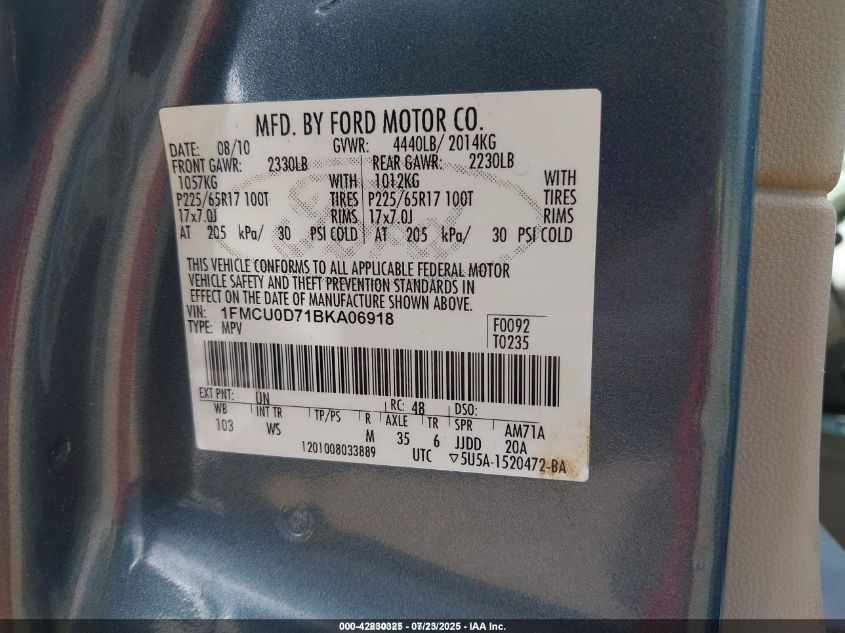 MFD. BY FORD MOTOR CO.
DATE: 08/10 GVWR: 4440LB/ 2014KG
FRONT GAWR: 2330LB REAR GAWR: 2230LB
1057KG WITH 1012KG WITH
P225/65R17 100T TIRES P225/65R17 100T TIRES
17x7.0J RIMS 17x7.0J RIMS
AT 205 kPa/ 30 PSI COLD AT 205 kPa/ 30 PSI COLD
THIS VEHICLE CONFORMS TO ALL APPLICABLE FEDERAL MOTOR
VEHICLE SAFETY AND THEFT PREVENTION STANDARDS IN
EFFECT ON THE DATE OF MANUFACTURE SHOWN ABOVE.
VIN: 1FMCU0D71BKA06918 F0092
TYPE: MPV T0235
EXT PNT: UN RC: 48 DSO:
WB INT TR TP/PS R AXLE TR SPR AM71A
103 WS M 35 6 JJDD 20A
1201008033889 UTC ▽5U5A-1520472-BA
000-42830325 - 07/23/2025 - IAA Inc.